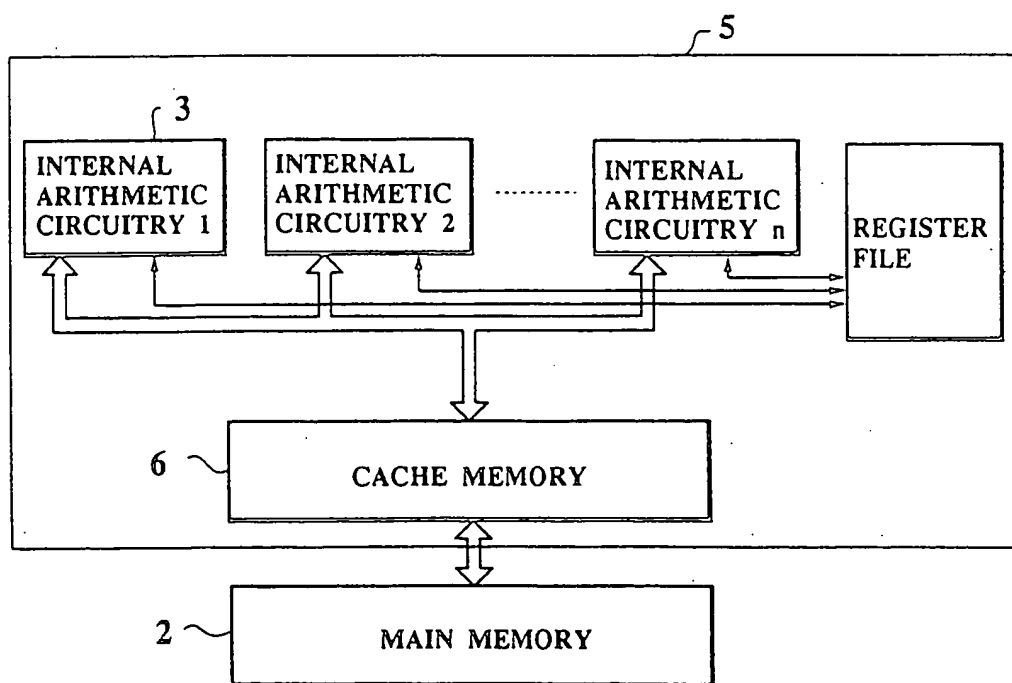 5
3
INTERNAL
ARITHMETIC
CIRCUITRY 1
INTERNAL
ARITHMETIC
CIRCUITRY 2
INTERNAL
ARITHMETIC
CIRCUITRY n
REGISTER
FILE
6
CACHE MEMORY
2
MAIN MEMORY